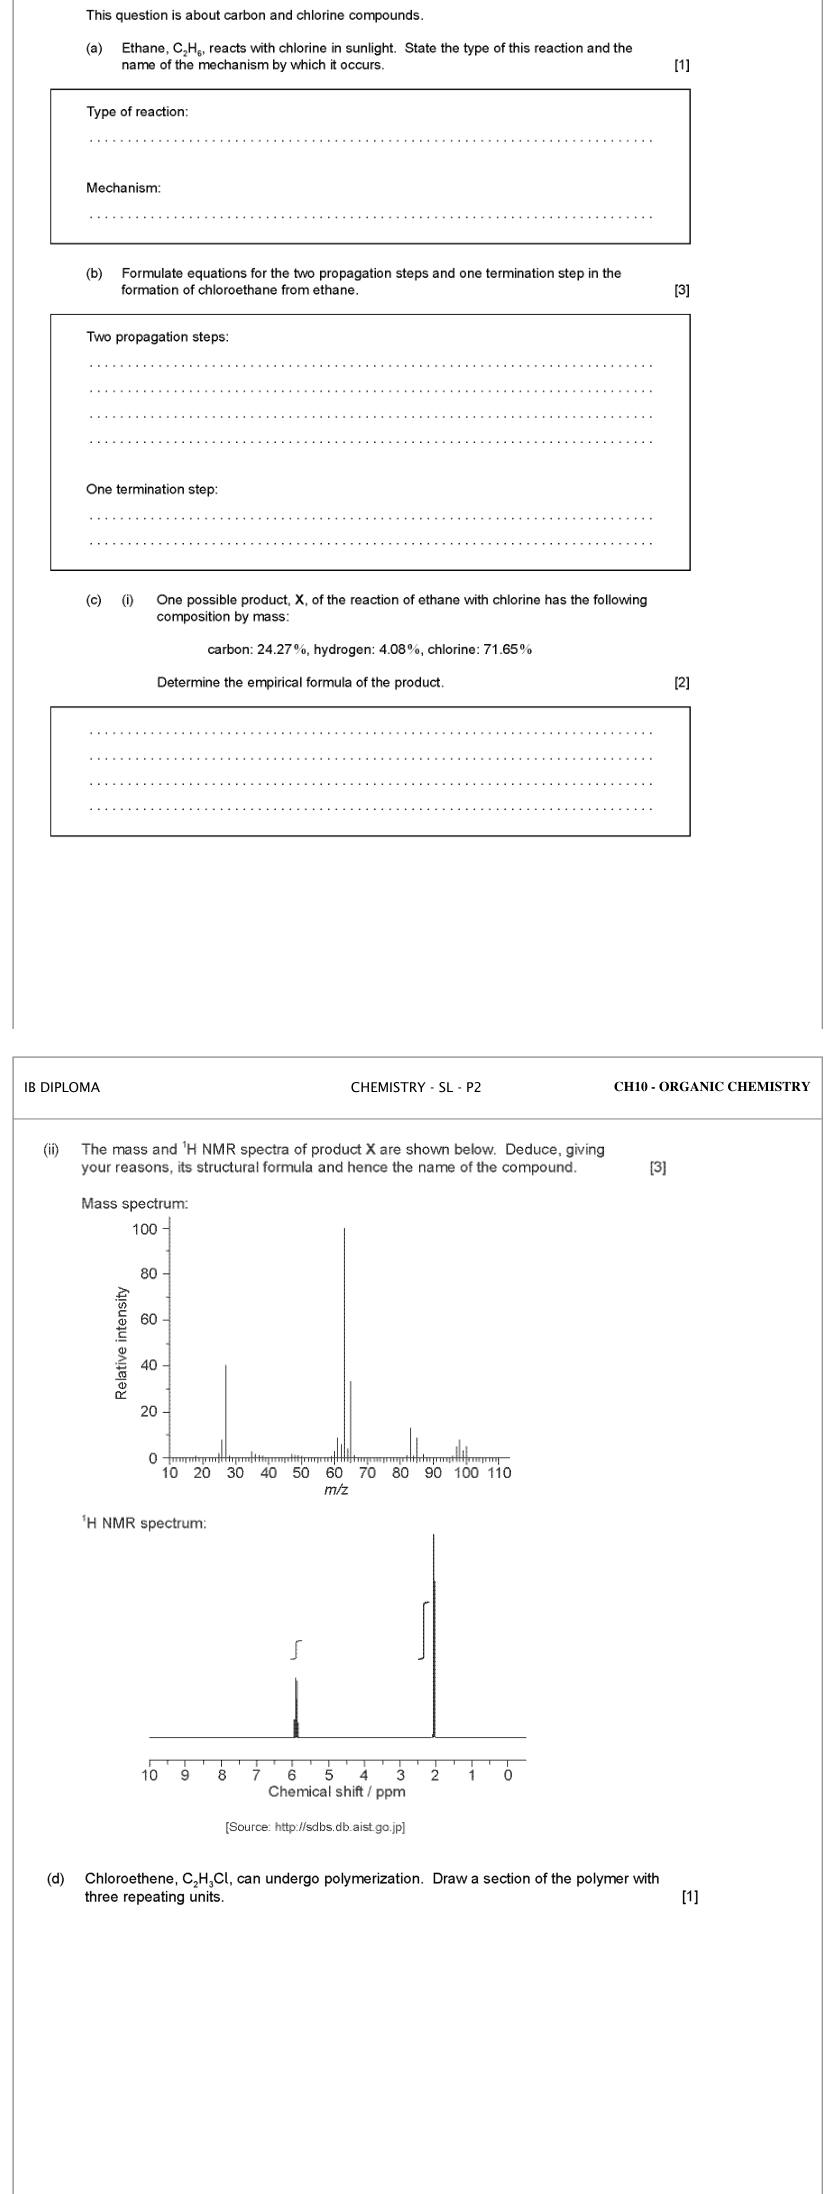 This question is about carbon and chlorine compounds.
(a) Ethane, C₂H₆, reacts with chlorine in sunlight. State the type of this reaction and the
name of the mechanism by which it occurs. [1]
Type of reaction:
Mechanism:
(b) Formulate equations for the two propagation steps and one termination step in the
formation of chloroethane from ethane. [3]
Two propagation steps:
One termination step:
(c) (i) One possible product, X, of the reaction of ethane with chlorine has the following
composition by mass:
carbon: 24.27%, hydrogen: 4.08%, chlorine: 71.65%
Determine the empirical formula of the product. [2]
IB DIPLOMA CHEMISTRY - SL - P2 CH10 - ORGANIC CHEMISTRY
(ii) The mass and ¹H NMR spectra of product X are shown below. Deduce, giving
your reasons, its structural formula and hence the name of the compound. [3]
Mass spectrum:
100
80
60
40
20
0
Relative intensity
10 20 30 40 50 60 70 80 90 100 110
m/z
¹H NMR spectrum:
10 9 8 7 6 5 4 3 2 1 0
Chemical shift / ppm
[Source: http://sdbs.db.aist.go.jp]
(d) Chloroethene, C₂H₃Cl, can undergo polymerization. Draw a section of the polymer with
three repeating units. [1]